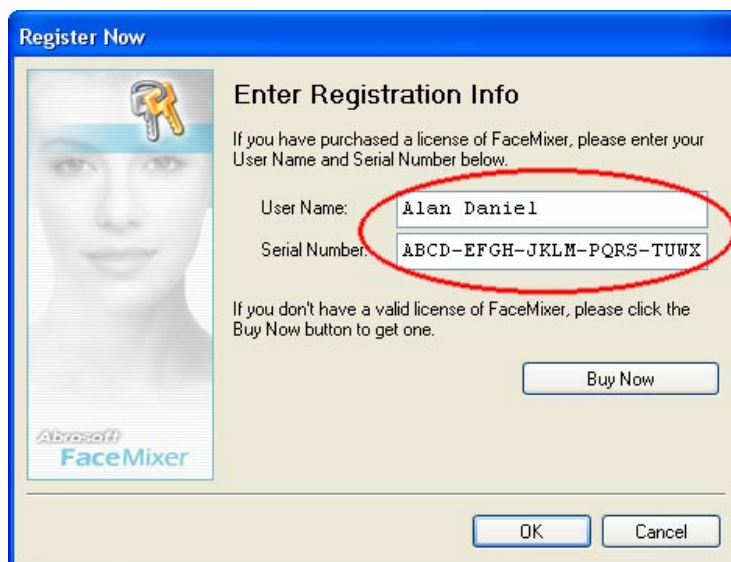 Register Now
Enter Registration Info
If you have purchased a license of FaceMixer, please enter your
User Name and Serial Number below.
User Name: Alan Daniel
Serial Number: ABCD-EFGH-JKLM-PQRS-TUWX
If you don't have a valid license of FaceMixer, please click the
Buy Now button to get one.
Buy Now
Abrosoft
FaceMixer
OK Cancel